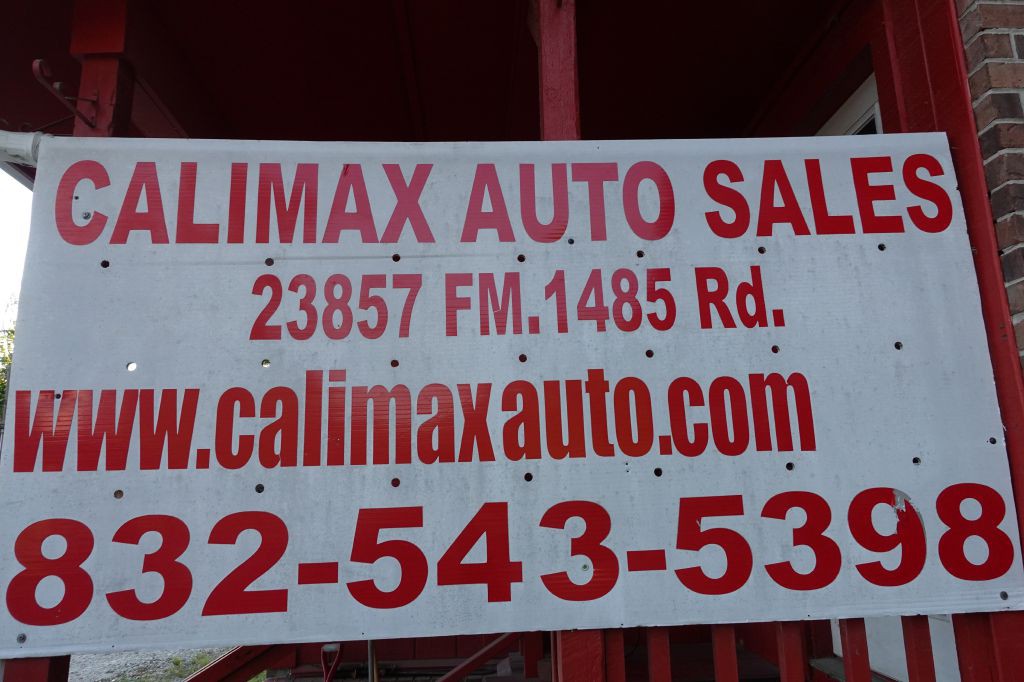 CALIMAX AUTO SALES
23857 FM.1485 Rd.
www.calimaxauto.com
832-543-5398